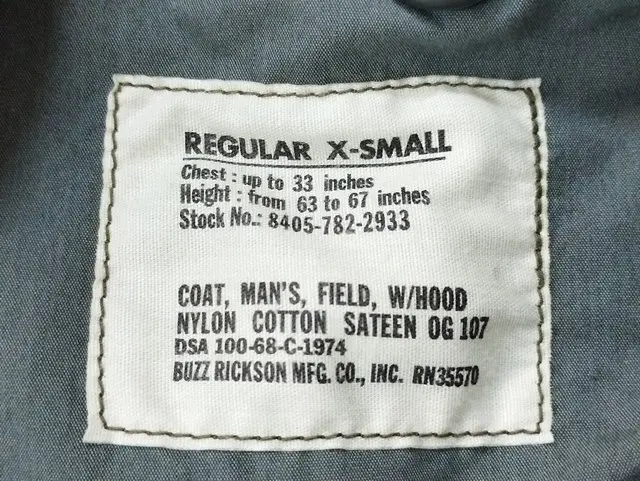 REGULAR X-SMALL
Chest : up to 33 inches
Height : from 63 to 67 inches
Stock No.: 8405-782-2933
COAT, MAN'S, FIELD, W/HOOD
NYLON COTTON SATEEN OG 107
DSA 100-68-C-1974
BUZZ RICKSON MFG. CO., INC. RN35570